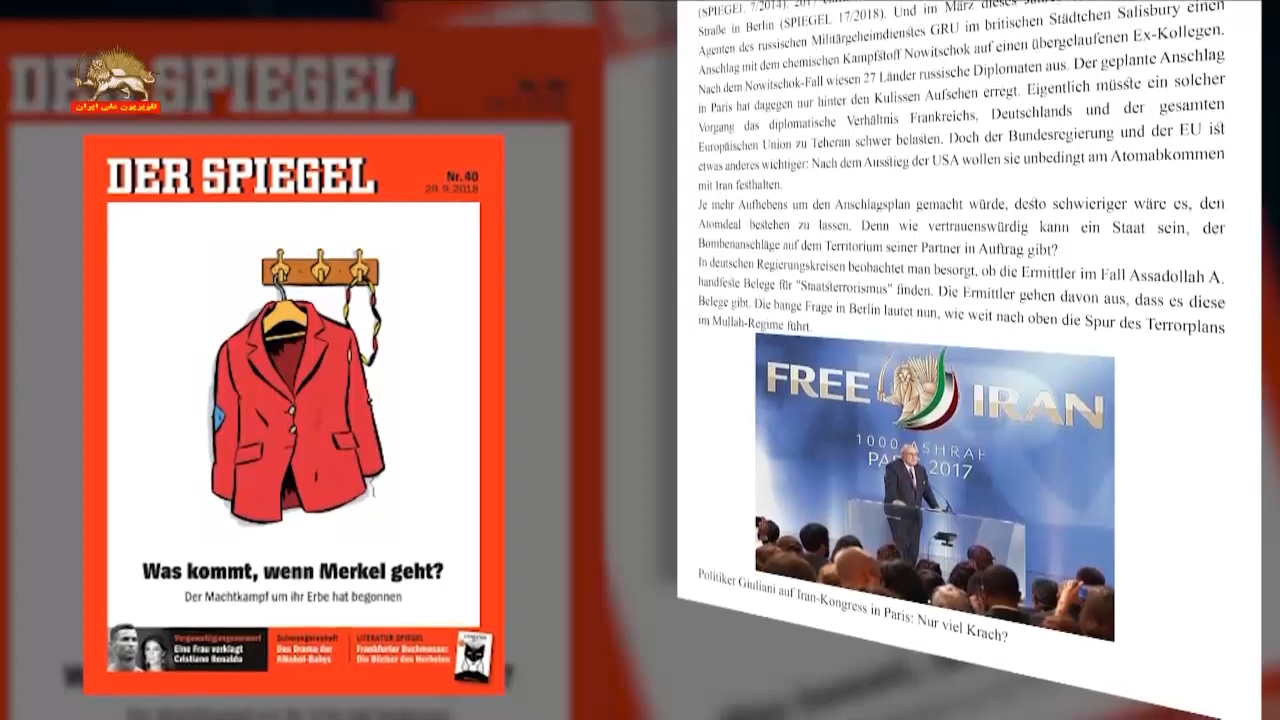 DER SPIEGEL
تلویزیون ملی ایران
DER SPIEGEL
Nr. 40
29.9.2018
Was kommt, wenn Merkel geht?
Der Machtkampf um ihr Erbe hat begonnen
Vergewaltigungsvorwurf
Eine Frau verklagt
Cristiano Ronaldo
Das Drama der
Alkohol-Babys
LITERATUR SPIEGEL
Frankfurter Buchmesse:
Die Bücher des Herbstes
(SPIEGEL 7/2014), 2017
Straße in Berlin (SPIEGEL 17/2018). Und im März dieses
Agenten des russischen Militärgeheimdienstes GRU im britischen Städtchen Salisbury einen
Anschlag mit dem chemischen Kampfstoff Nowitschok auf einen übergelaufenen Ex-Kollegen.
Nach dem Nowitschok-Fall wiesen 27 Länder russische Diplomaten aus. Der geplante Anschlag
in Paris hat dagegen nur hinter den Kulissen Aufsehen erregt. Eigentlich müsste ein solcher
Vorgang das diplomatische Verhältnis Frankreichs, Deutschlands und der gesamten
Europäischen Union zu Teheran schwer belasten. Doch der Bundesregierung und der EU ist
etwas anderes wichtiger: Nach dem Ausstieg der USA wollen sie unbedingt am Atomabkommen
mit Iran festhalten.
Je mehr Aufhebens um den Anschlagsplan gemacht würde, desto schwieriger wäre es, den
Atomdeal bestehen zu lassen. Denn wie vertrauenswürdig kann ein Staat sein, der
Bombenanschläge auf dem Territorium seiner Partner in Auftrag gibt?
In deutschen Regierungskreisen beobachtet man besorgt, ob die Ermittler im Fall Assadollah A.
handfeste Belege für "Staatsterrorismus" finden. Die Ermittler gehen davon aus, dass es diese
Belege gibt. Die bange Frage in Berlin lautet nun, wie weit nach oben die Spur des Terrorplans
im Mullah-Regime führt.
FREE IRAN
1000 ASHRAF
PA 2017
Politiker Giuliani auf Iran-Kongress in Paris: Nur viel Krach?